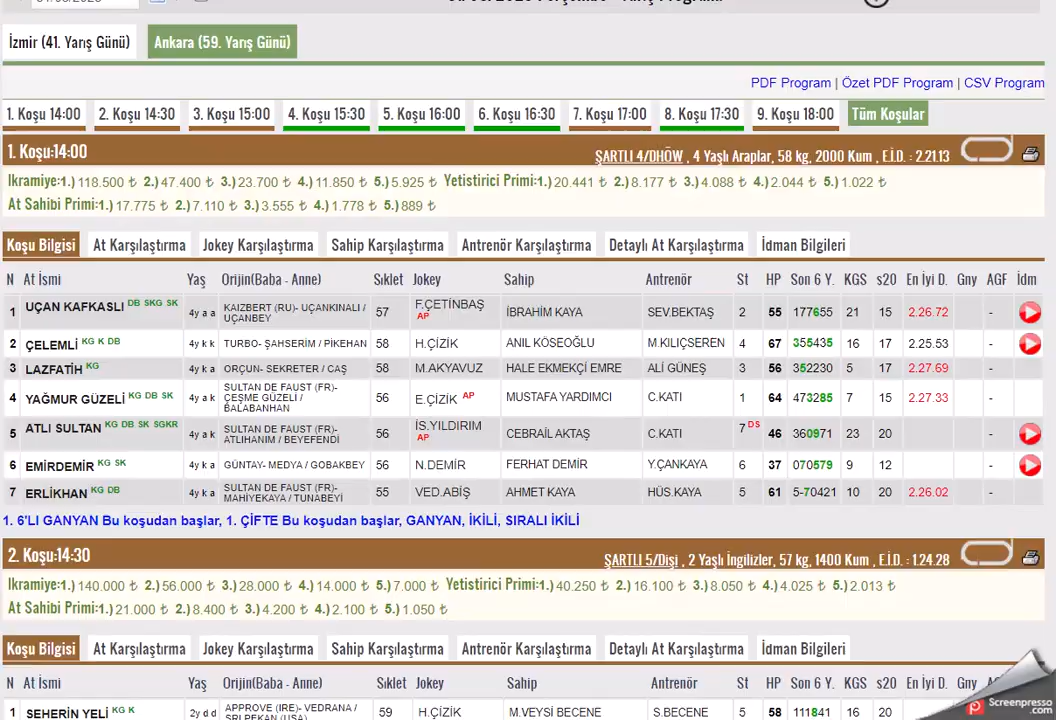 İzmir (41. Yarış Günü) Ankara (59. Yarış Günü)
PDF Program | Özet PDF Program | CSV Program
1. Koşu 14:00 2. Koşu 14:30 3. Koşu 15:00 4. Koşu 15:30 5. Koşu 16:00 6. Koşu 16:30 7. Koşu 17:00 8. Koşu 17:30 9. Koşu 18:00 Tüm Koşular
1. Koşu:14:00 ŞARTLI 4/DHÖW , 4 Yaşlı Araplar, 58 kg, 2000 Kum , E.İ.D. : 2.21.13
Ikramiye:1.) 118.500 ₺ 2.) 47.400 ₺ 3.) 23.700 ₺ 4.) 11.850 ₺ 5.) 5.925 ₺ Yetistirici Primi:1.) 20.441 ₺ 2.) 8.177 ₺ 3.) 4.088 ₺ 4.) 2.044 ₺ 5.) 1.022 ₺
At Sahibi Primi:1.) 17.775 ₺ 2.) 7.110 ₺ 3.) 3.555 ₺ 4.) 1.778 ₺ 5.) 889 ₺
Koşu Bilgisi At Karşılaştırma Jokey Karşılaştırma Sahip Karşılaştırma Antrenör Karşılaştırma Detaylı At Karşılaştırma İdman Bilgileri
N At İsmi Yaş Orijin(Baba - Anne) Sıklet Jokey Sahip Antrenör St HP Son 6 Y. KGS s20 En İyi D. Gny AGF İdm
1 UÇAN KAFKASLI DB SKG SK 4y a a KAIZBERT (RU)- UÇANKINALI / UÇANBEY 57 F.ÇETİNBAŞ AP İBRAHİM KAYA SEV.BEKTAŞ 2 55 177655 21 15 2.26.72 -
2 ÇELEMLİ KG K DB 4y k k TURBO- ŞAHSERİM / PİKEHAN 58 H.ÇİZİK ANIL KÖSEOĞLU M.KILIÇSEREN 4 67 355435 16 17 2.25.53 -
3 LAZFATİH KG 4y k a ORÇUN- SEKRETER / CAŞ 58 M.AKYAVUZ HALE EKMEKÇİ EMRE ALİ GÜNEŞ 3 56 352230 5 17 2.27.69 -
4 YAĞMUR GÜZELİ KG DB SK 4y a k SULTAN DE FAUST (FR)- ÇEŞME GÜZELİ / BALABANHAN 56 E.ÇİZİK AP MUSTAFA YARDIMCI C.KATI 1 64 473285 7 15 2.27.33 -
5 ATLI SULTAN KG DB SK SGKR 4y a k SULTAN DE FAUST (FR)- ATLIHANIM / BEYEFENDİ 56 İS.YILDIRIM AP CEBRAİL AKTAŞ C.KATI 7 DS 46 360971 23 20 -
6 EMİRDEMİR KG SK 4y k a GÜNTAY- MEDYA / GOBAKBEY 56 N.DEMİR FERHAT DEMİR Y.ÇANKAYA 6 37 070579 9 12 -
7 ERLİKHAN KG DB 4y k a SULTAN DE FAUST (FR)- MAHİYEKAYA / TUNABEYİ 55 VED.ABİŞ AHMET KAYA HÜS.KAYA 5 61 5-70421 10 20 2.26.02 -
1. 6'LI GANYAN Bu koşudan başlar, 1. ÇİFTE Bu koşudan başlar, GANYAN, İKİLİ, SIRALI İKİLİ
2. Koşu:14:30 ŞARTLI 5/Dişi , 2 Yaşlı İngilizler, 57 kg, 1400 Kum , E.İ.D. : 1.24.28
Ikramiye:1.) 140.000 ₺ 2.) 56.000 ₺ 3.) 28.000 ₺ 4.) 14.000 ₺ 5.) 7.000 ₺ Yetistirici Primi:1.) 40.250 ₺ 2.) 16.100 ₺ 3.) 8.050 ₺ 4.) 4.025 ₺ 5.) 2.013 ₺
At Sahibi Primi:1.) 21.000 ₺ 2.) 8.400 ₺ 3.) 4.200 ₺ 4.) 2.100 ₺ 5.) 1.050 ₺
Koşu Bilgisi At Karşılaştırma Jokey Karşılaştırma Sahip Karşılaştırma Antrenör Karşılaştırma Detaylı At Karşılaştırma İdman Bilgileri
N At İsmi Yaş Orijin(Baba - Anne) Sıklet Jokey Sahip Antrenör St HP Son 6 Y. KGS s20 En İyi D. Gny
1 SEHERİN YELİ KG K 2y d d APPROVE (IRE)- VEDRANA / SRI PEKAN (USA) 59 H.ÇİZİK M.VEYSİ BECENE S.BECENE 5 58 111841 16 20
Screenpresso.com